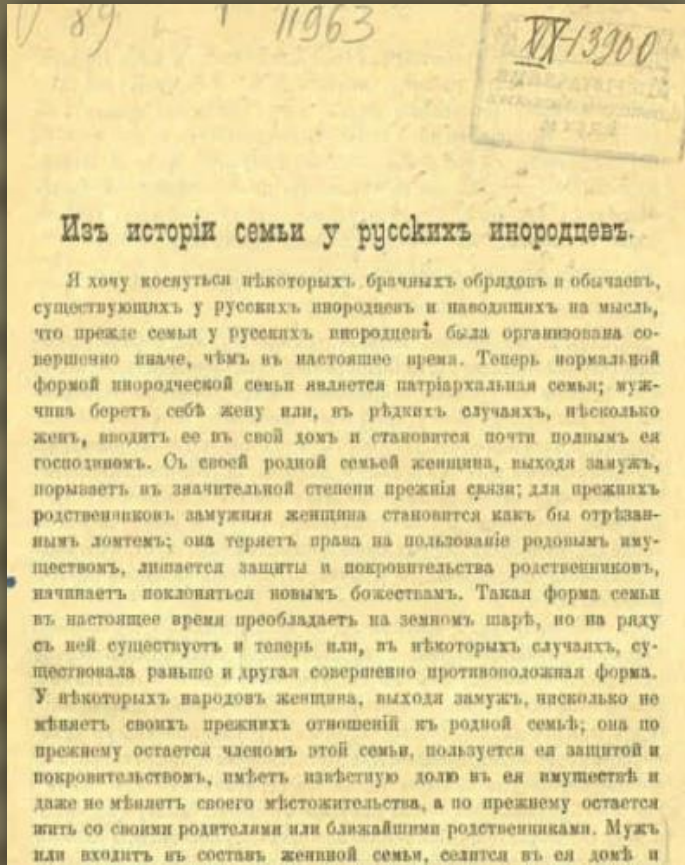 89 11963
XIX-13900
Изъ исторіи семьи у русскихъ инородцевъ.
Я хочу коснуться нѣкоторыхъ брачныхъ обрядовъ и обычаевъ,
существующихъ у русскихъ инородцевъ и наводящихъ на мысль,
что прежде семья у русскихъ инородцевъ была организована со-
вершенно иначе, чѣмъ въ настоящее время. Теперь нормальной
формой инородческой семьи является патріархальная семья; муж-
чина беретъ себѣ жену или, въ рѣдкихъ случаяхъ, нѣсколько
женъ, вводитъ ее въ свой домъ и становится почти полнымъ ея
господиномъ. Съ своей родной семьей женщина, выходя замужъ,
порываетъ въ значительной степени прежнія связи; для прежнихъ
родственниковъ замужняя женщина становится какъ бы отрѣзан-
нымъ ломтемъ; она теряетъ права на пользованіе родовымъ иму-
ществомъ, лишается защиты и покровительства родственниковъ,
начинаетъ поклоняться новымъ божествамъ. Такая форма семьи
въ настоящее время преобладаетъ на земномъ шарѣ, но на ряду
съ ней существуетъ и теперь или, въ нѣкоторыхъ случаяхъ, су-
ществовала раньше и другая совершенно противоположная форма.
У нѣкоторыхъ народовъ женщина, выходя замужъ, нисколько не
мѣняетъ своихъ прежнихъ отношеній къ родной семьѣ; она по
прежнему остается членомъ этой семьи, пользуется ея защитой и
покровительствомъ, имѣетъ извѣстную долю въ ея имуществѣ и
даже не мѣняетъ своего мѣстожительства, а по прежнему остается
жить со своими родителями или ближайшими родственниками. Мужъ
или входитъ въ составъ жениной семьи, селится въ ея домѣ и